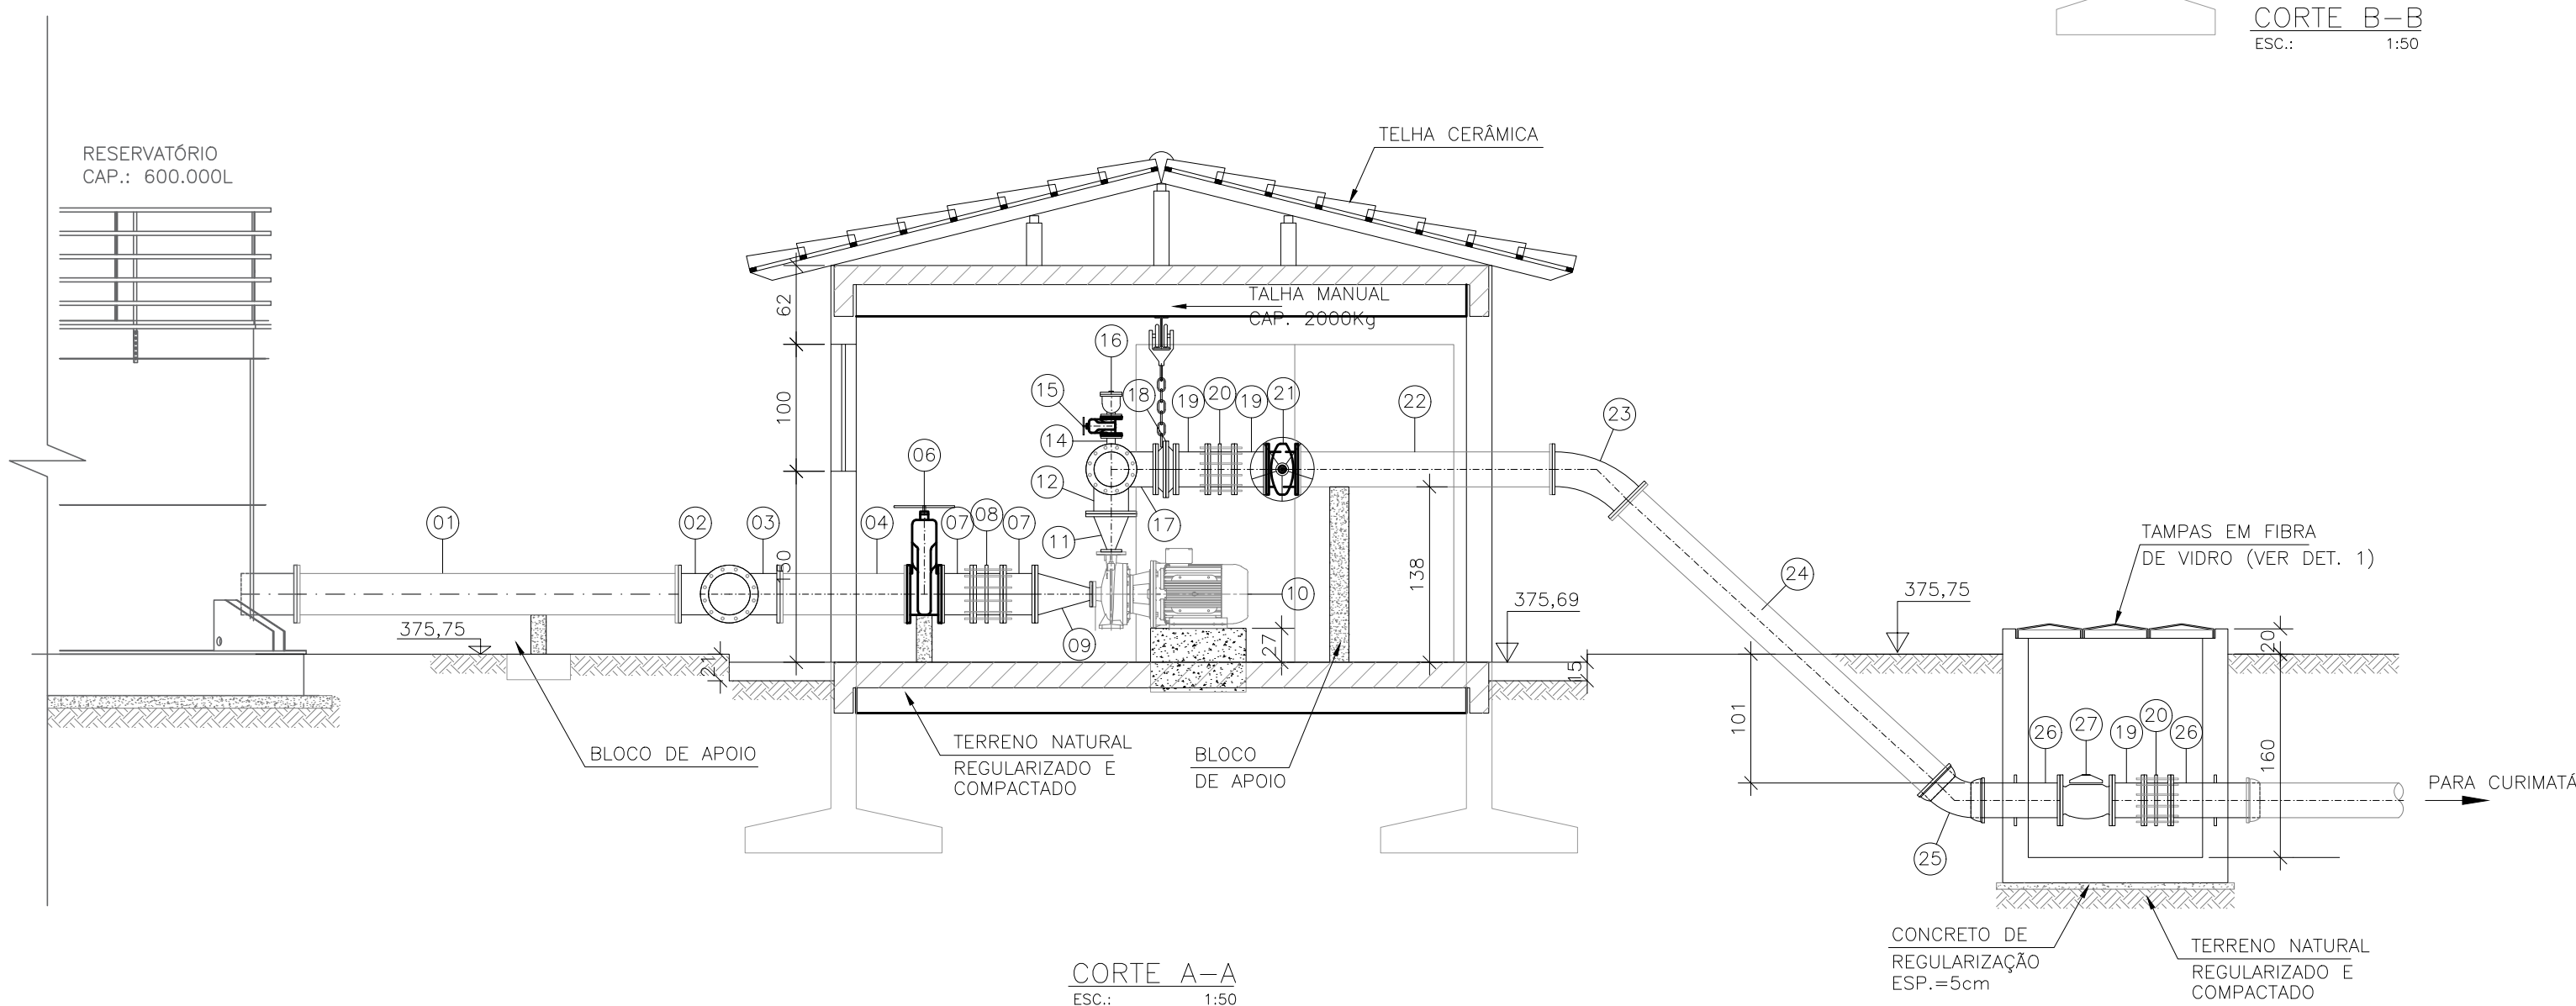 CORTE B-B
ESC.: 1:50
RESERVATÓRIO
CAP.: 600.000L
TELHA CERÂMICA
TALHA MANUAL
CAP. 2000Kg
62
100
16
15
18
19
20
19
21
22
23
14
06
12
01
02
03
04
07
08
07
17
11
150
138
10
24
TAMPAS EM FIBRA
DE VIDRO (VER DET. 1)
375,75
375,69
375,75
09
27
21
15
20
101
160
26
27
19
20
26
25
BLOCO DE APOIO
TERRENO NATURAL
REGULARIZADO E
COMPACTADO
BLOCO
DE APOIO
PARA CURIMATÁ
CONCRETO DE
REGULARIZAÇÃO
ESP.=5cm
TERRENO NATURAL
REGULARIZADO E
COMPACTADO
CORTE A-A
ESC.: 1:50